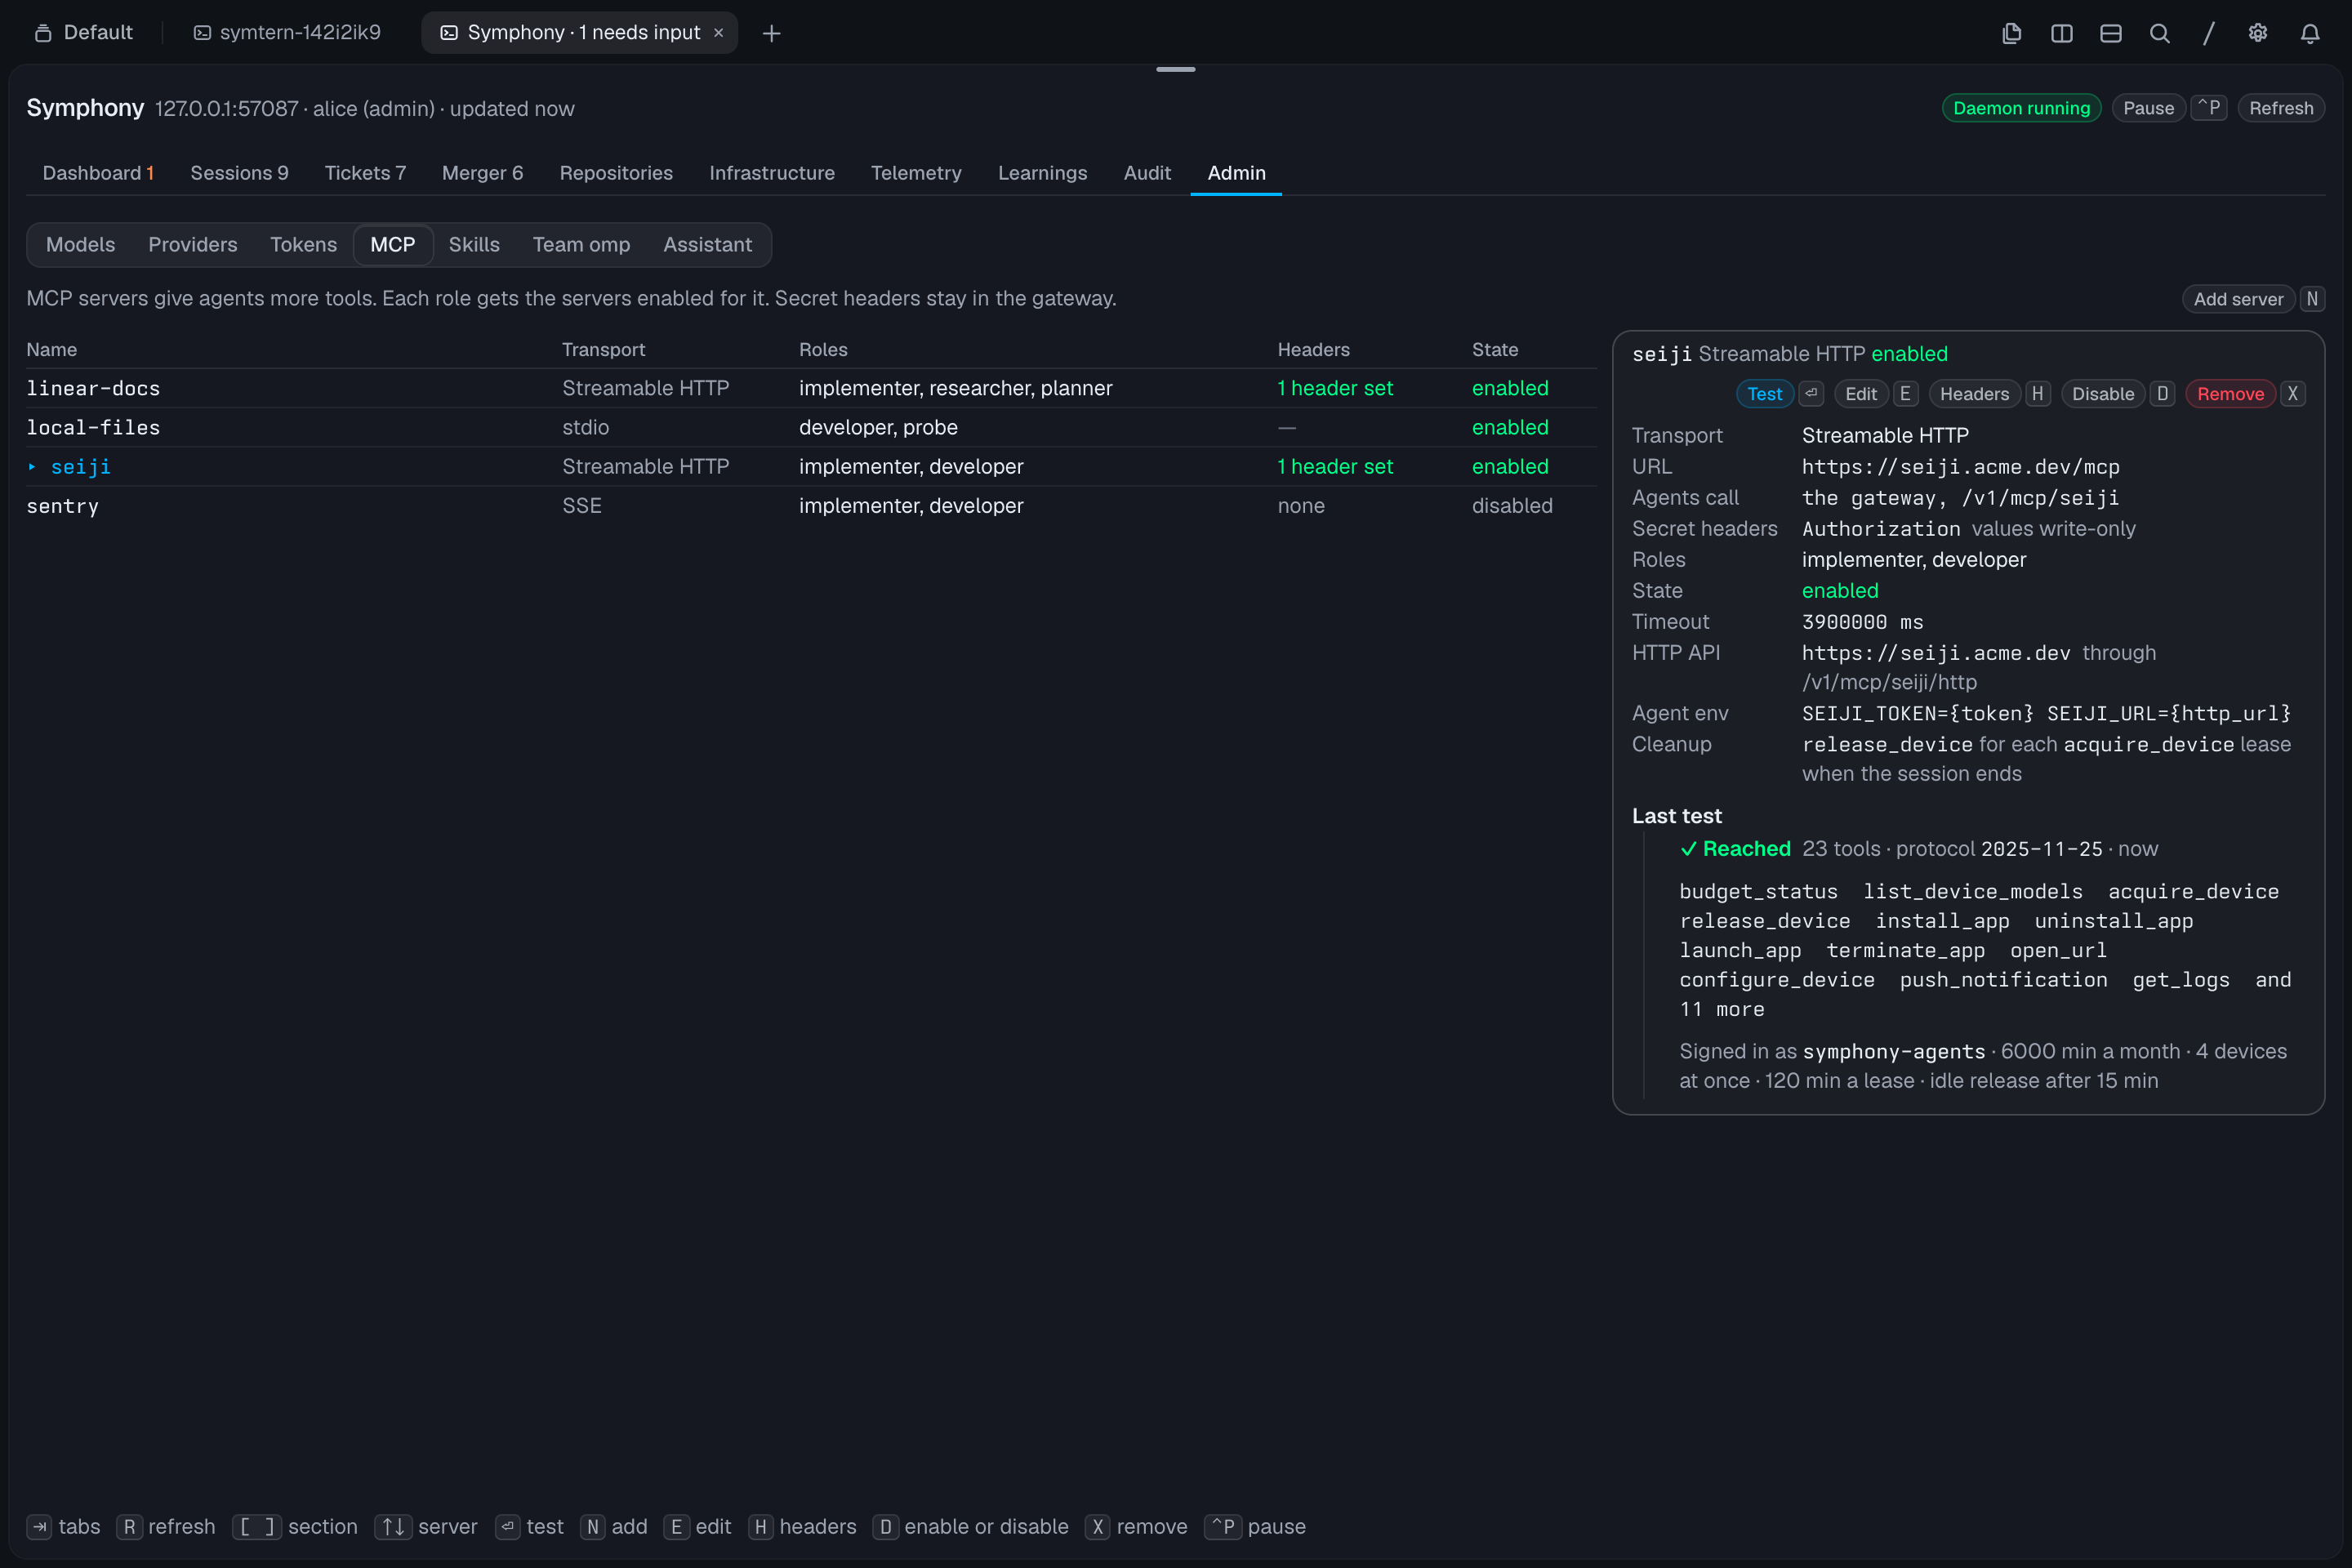 Default symtern-142i2ik9 Symphony · 1 needs input × +
Symphony 127.0.0.1:57087 · alice (admin) · updated now Daemon running Pause ^P Refresh
Dashboard 1 Sessions 9 Tickets 7 Merger 6 Repositories Infrastructure Telemetry Learnings Audit Admin
Models Providers Tokens MCP Skills Team omp Assistant
MCP servers give agents more tools. Each role gets the servers enabled for it. Secret headers stay in the gateway. Add server N
Name Transport Roles Headers State
linear-docs Streamable HTTP implementer, researcher, planner 1 header set enabled
local-files stdio developer, probe — enabled
▸ seiji Streamable HTTP implementer, developer 1 header set enabled
sentry SSE implementer, developer none disabled
seiji Streamable HTTP enabled
Test ⏎ Edit E Headers H Disable D Remove X
Transport Streamable HTTP
URL https://seiji.acme.dev/mcp
Agents call the gateway, /v1/mcp/seiji
Secret headers Authorization values write-only
Roles implementer, developer
State enabled
Timeout 3900000 ms
HTTP API https://seiji.acme.dev through
/v1/mcp/seiji/http
Agent env SEIJI_TOKEN={token} SEIJI_URL={http_url}
Cleanup release_device for each acquire_device lease
when the session ends
Last test
✓ Reached 23 tools · protocol 2025-11-25 · now
budget_status list_device_models acquire_device
release_device install_app uninstall_app
launch_app terminate_app open_url
configure_device push_notification get_logs and
11 more
Signed in as symphony-agents · 6000 min a month · 4 devices
at once · 120 min a lease · idle release after 15 min
⇥ tabs R refresh [ ] section ↑↓ server ⏎ test N add E edit H headers D enable or disable X remove ^P pause